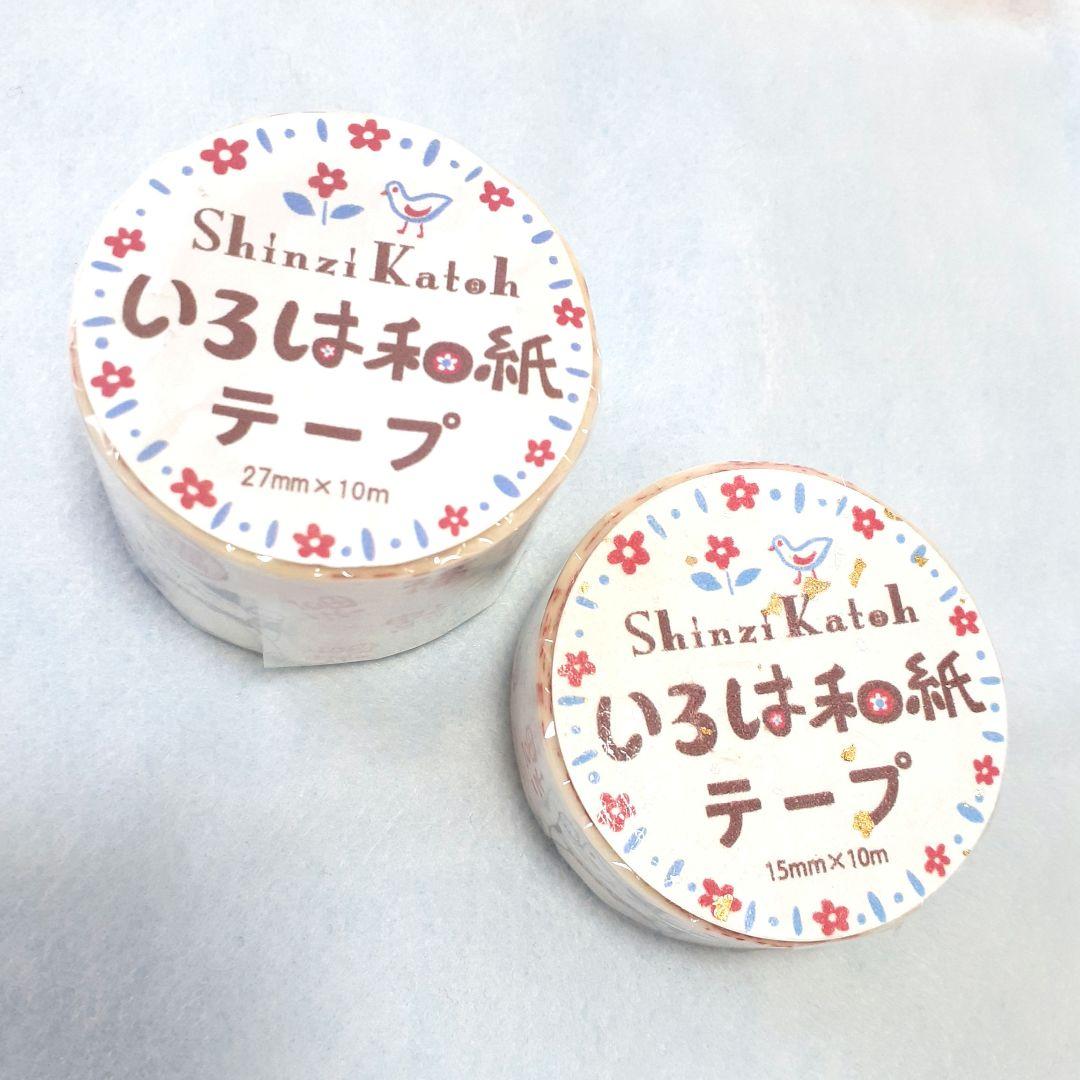 Shinzi Katoh
いろは和紙
テープ
27mm×10m
Shinzi Katoh
いろは和紙
テープ
15mm×10m